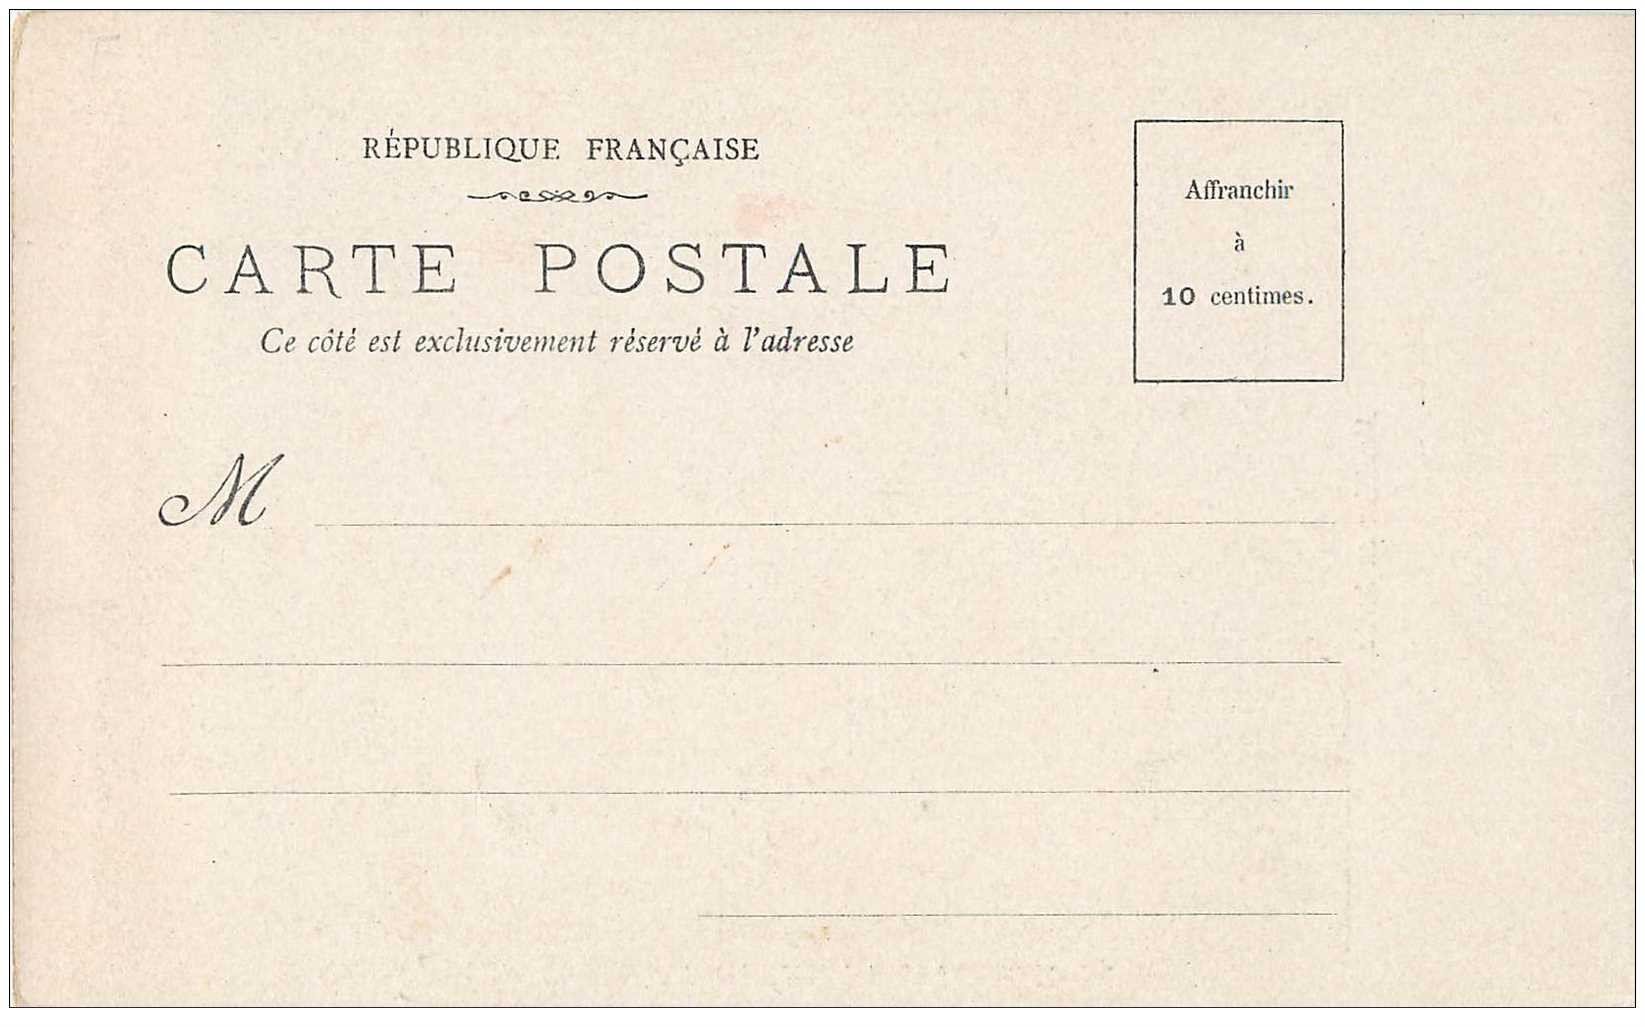 RÉPUBLIQUE FRANÇAISE
CARTE POSTALE
Ce côté est exclusivement réservé à l'adresse
Affranchir
à
10 centimes.
M